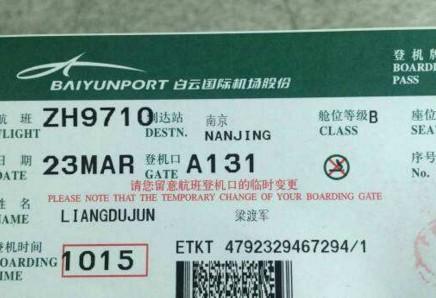 BAIYUNPORT 白云国际机场股份
登机牌
BOARDING
PASS
航班 ZH9710 到达站 南京 舱位等级 B 座位
FLIGHT DESTN. NANJING CLASS SEA
日期 23MAR 登机口 A131 序号
GATE No.
请您留意航班登机口的临时变更
PLEASE NOTE THAT THE TEMPORARY CHANGE OF YOUR BOARDING GATE
姓名 LIANGDUJUN 梁渡军
NAME
登机时间 1015 ETKT 4792329467294/1
BOARDING
TIME